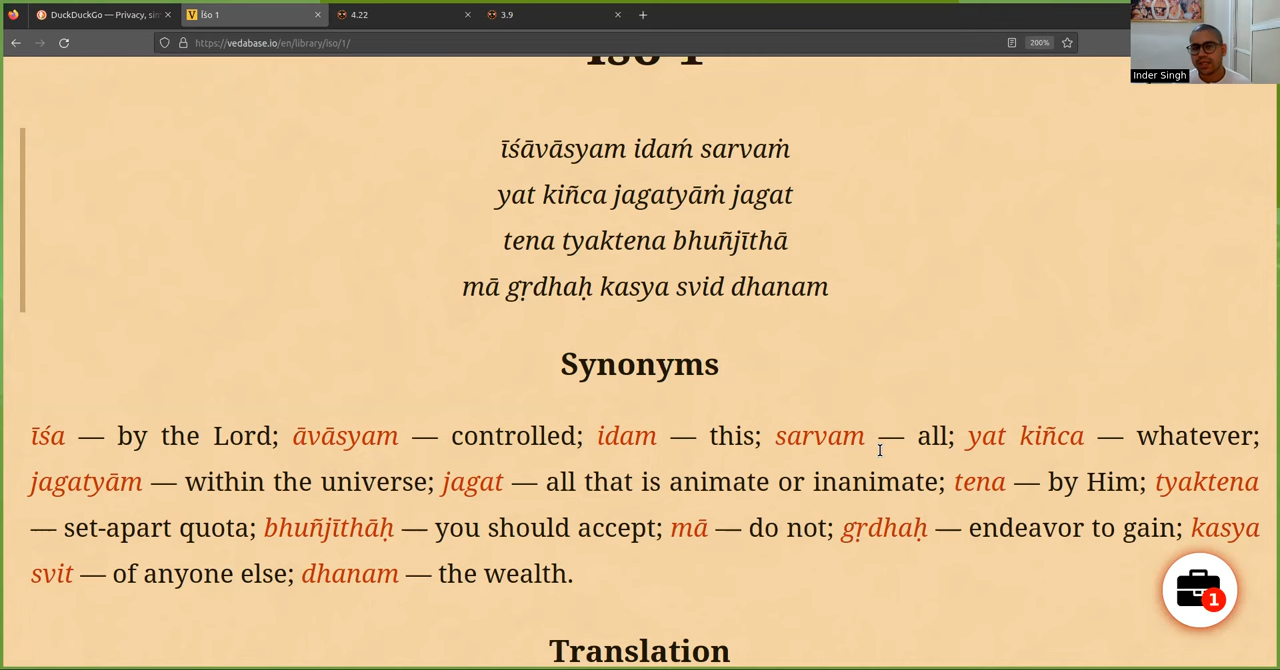 DuckDuckGo — Privacy, sim
Īśo 1
4.22
3.9
https://vedabase.io/en/library/iso/1/
200%
Inder Singh
Īśo 1
īśāvāsyam idaḿ sarvaṁ
yat kiñca jagatyāṁ jagat
tena tyaktena bhuñjīthā
mā gṛdhaḥ kasya svid dhanam
Synonyms
īśa — by the Lord; āvāsyam — controlled; idam — this; sarvam — all; yat kiñca — whatever;
jagatyām — within the universe; jagat — all that is animate or inanimate; tena — by Him; tyaktena
— set-apart quota; bhuñjīthāḥ — you should accept; mā — do not; gṛdhaḥ — endeavor to gain; kasya
svit — of anyone else; dhanam — the wealth.
1
Translation